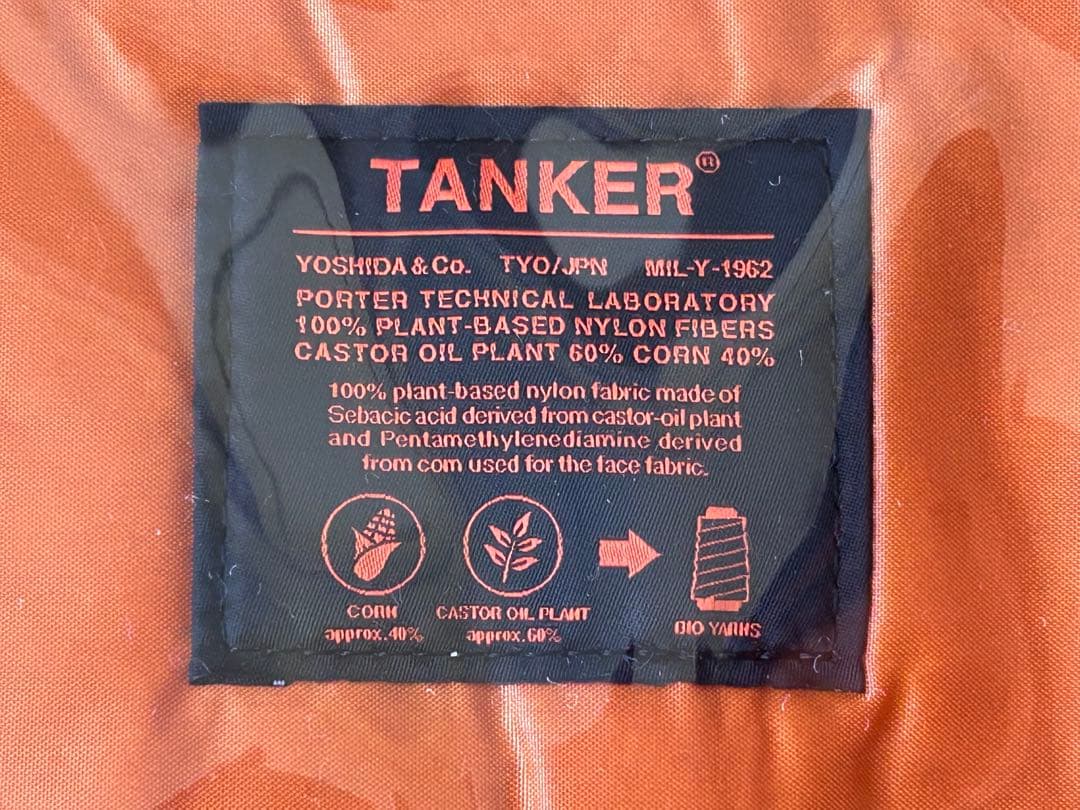 TANKER®
YOSHIDA & Co. TYO/JPN MIL-Y-1962
PORTER TECHNICAL LABORATORY
100% PLANT-BASED NYLON FIBERS
CASTOR OIL PLANT 60% CORN 40%
100% plant-based nylon fabric made of
Sebacic acid derived from castor-oil plant
and Pentamethylenediamine derived
from corn used for the face fabric.
CORN
approx. 40%
CASTOR OIL PLANT
approx. 60%
BIO YARNS